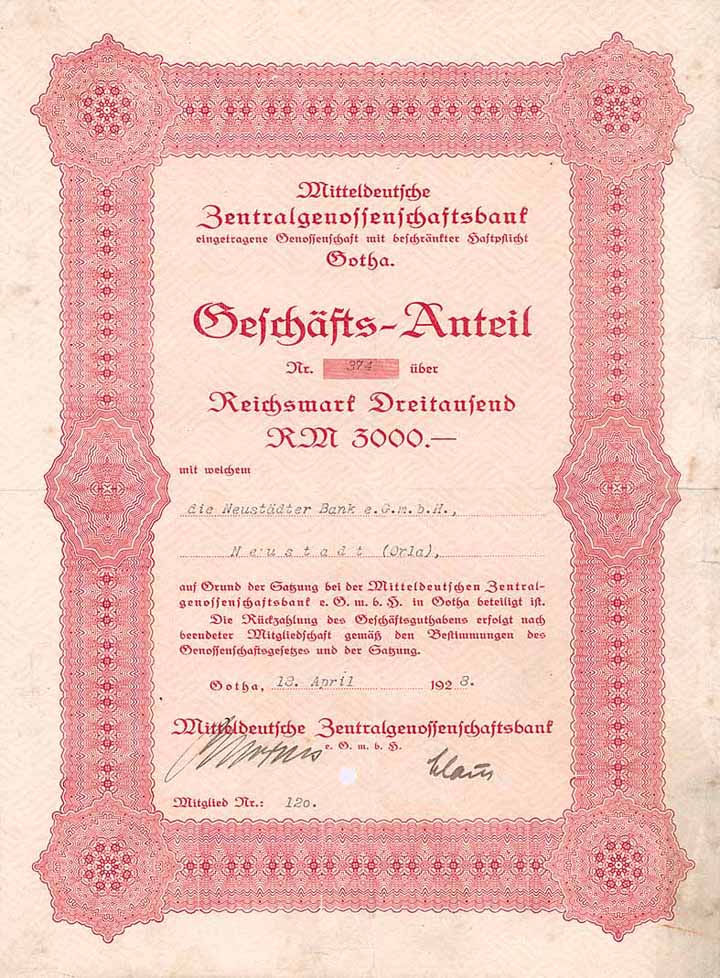 Mitteldeutsche
Zentralgenossenschaftsbank
eingetragene Genossenschaft mit beschränkter Haftpflicht
Gotha.
Geschäfts-Anteil
Nr. 374 über
Reichsmark Dreitausend
RM 3000.—
mit welchem
die Neustädter Bank e.G.m.b.H.,
Neustadt (Orla),
auf Grund der Satzung bei der Mitteldeutschen Zentral-
genossenschaftsbank e. G. m. b. H. in Gotha beteiligt ist.
Die Rückzahlung des Geschäftsguthabens erfolgt nach
beendeter Mitgliedschaft gemäß den Bestimmungen des
Genossenschaftsgesetzes und der Satzung.
Gotha, 18. April 1928.
Mitteldeutsche Zentralgenossenschaftsbank
e. G. m. b. H.
Claus
Mitglied Nr.: 120.